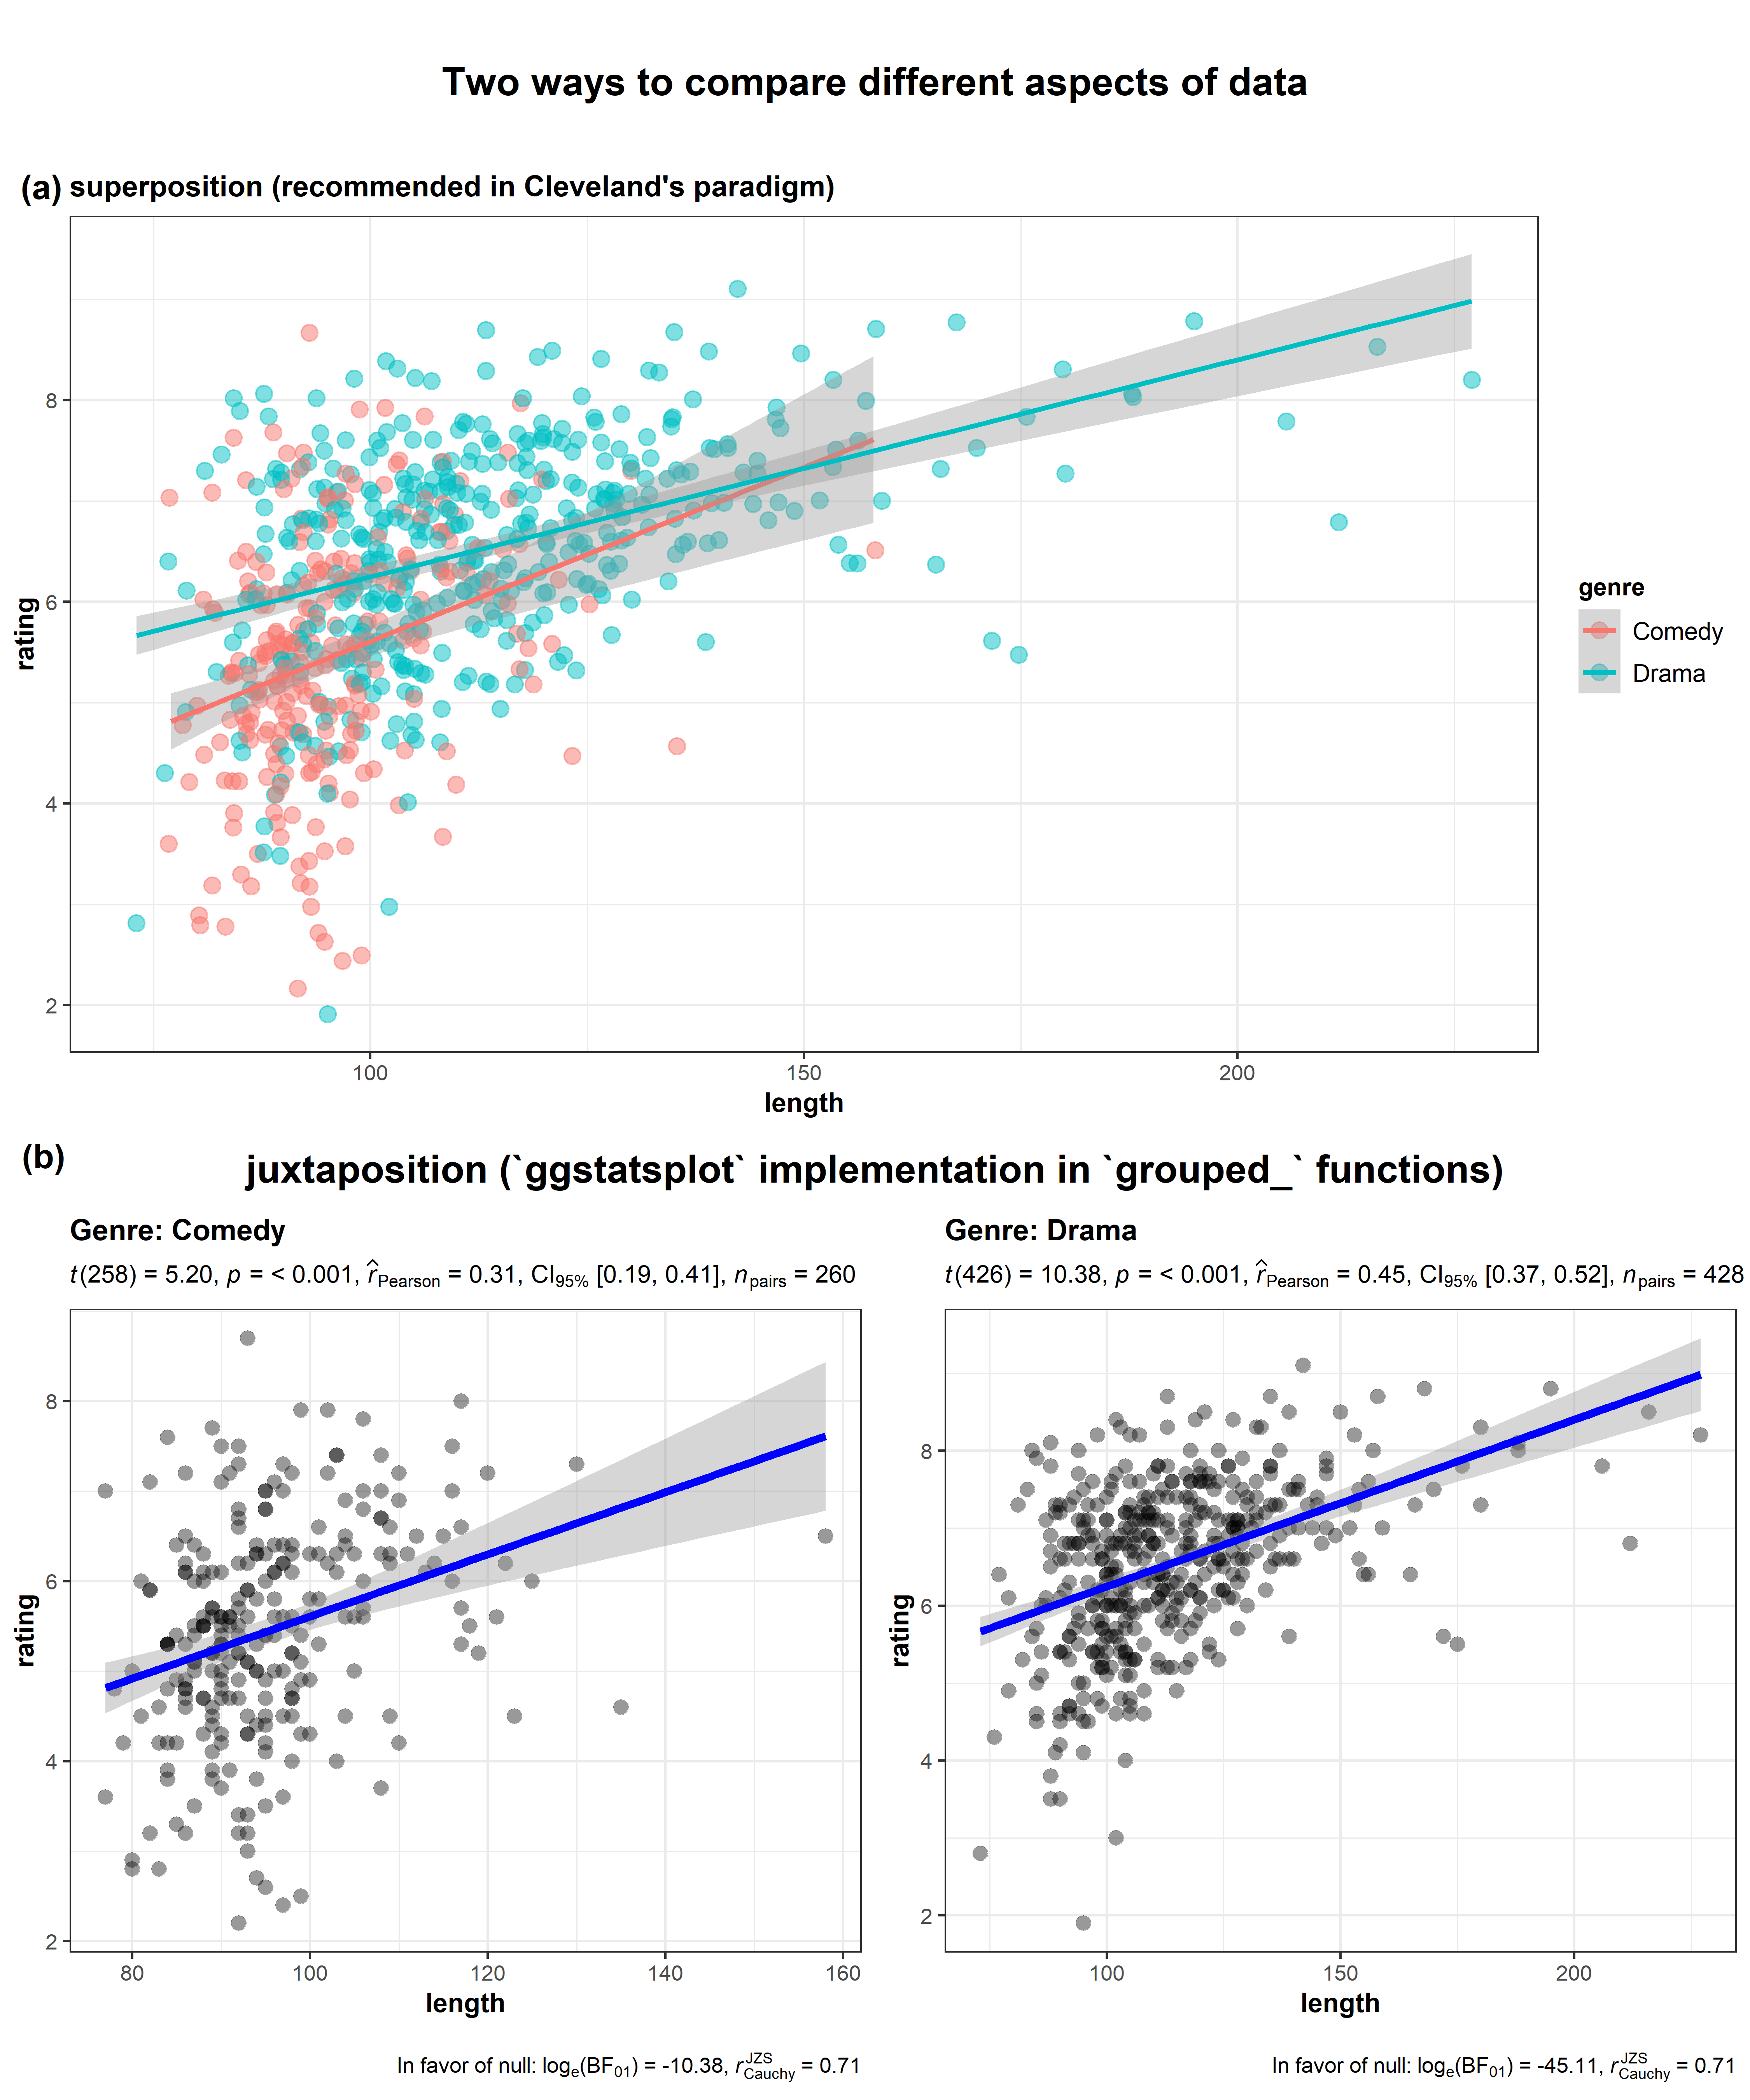 Two ways to compare different aspects of data
(a) superposition (recommended in Cleveland's paradigm)
8
6
4
2
rating
100 150 200
length
genre
Comedy
Drama
(b)
juxtaposition (`ggstatsplot` implementation in `grouped_` functions)
Genre: Comedy
t(258) = 5.20, p = < 0.001, r̂Pearson = 0.31, CI95% [0.19, 0.41], npairs = 260
8
6
4
2
rating
80 100 120 140 160
length
In favor of null: loge(BF01) = -10.38, rJZSCauchy = 0.71
Genre: Drama
t(426) = 10.38, p = < 0.001, r̂Pearson = 0.45, CI95% [0.37, 0.52], npairs = 428
8
6
4
2
rating
100 150 200
length
In favor of null: loge(BF01) = -45.11, rJZSCauchy = 0.71